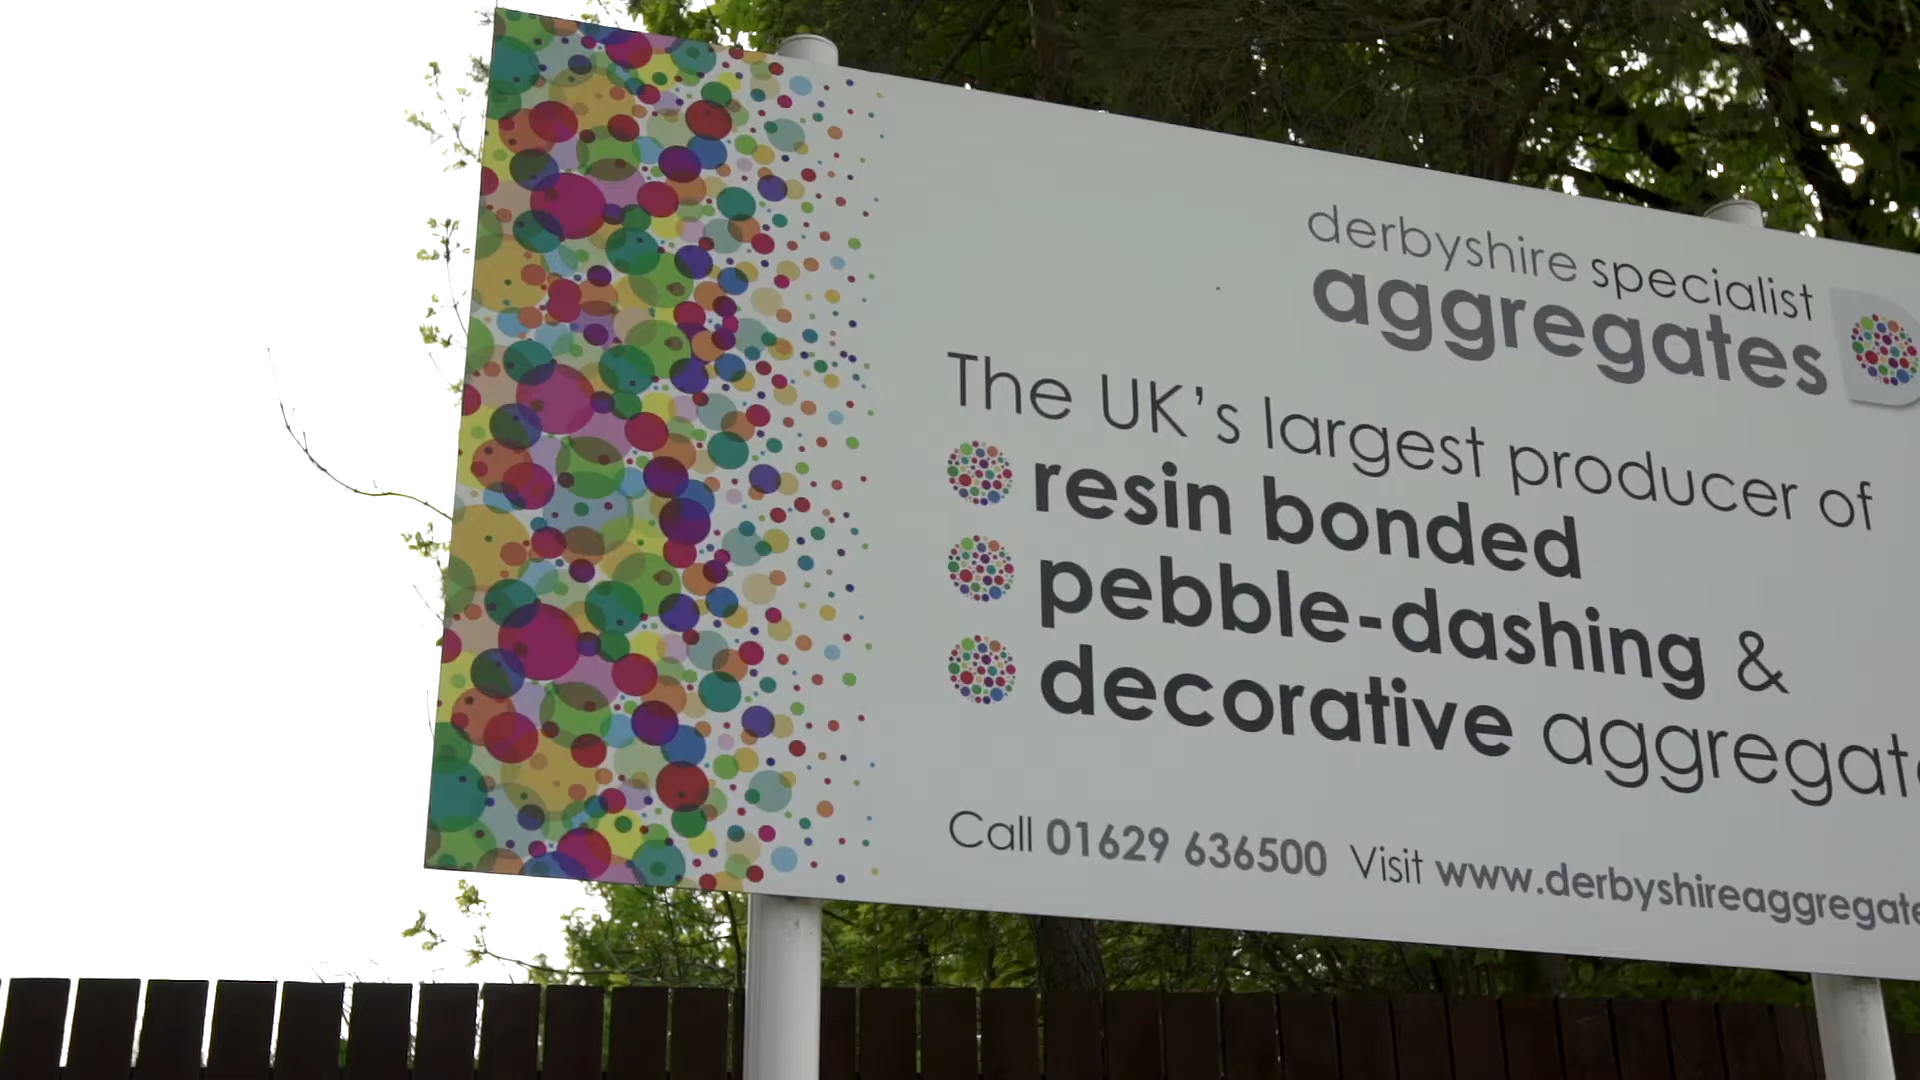 derbyshire specialist
aggregates
The UK's largest producer of
resin bonded
pebble-dashing &
decorative aggregat
Call 01629 636500 Visit www.derbyshireaggregate